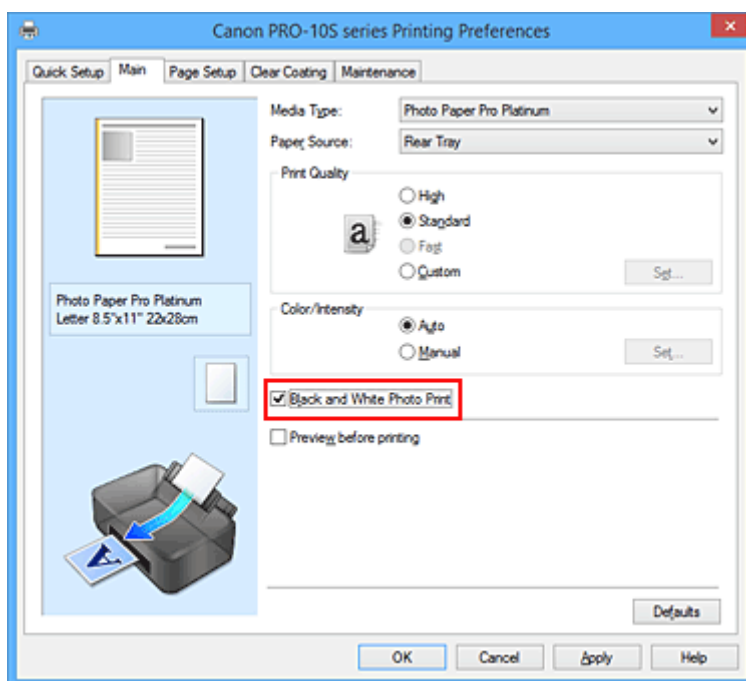 Canon PRO-10S series Printing Preferences
Quick Setup Main Page Setup Clear Coating Maintenance
Media Type: Photo Paper Pro Platinum
Paper Source: Rear Tray
Print Quality
High
a Standard
Fast
Custom Set...
Photo Paper Pro Platinum
Letter 8.5"x11" 22x28cm
Color/Intensity
Auto
Manual Set...
Black and White Photo Print
Preview before printing
A
Defaults
OK Cancel Apply Help